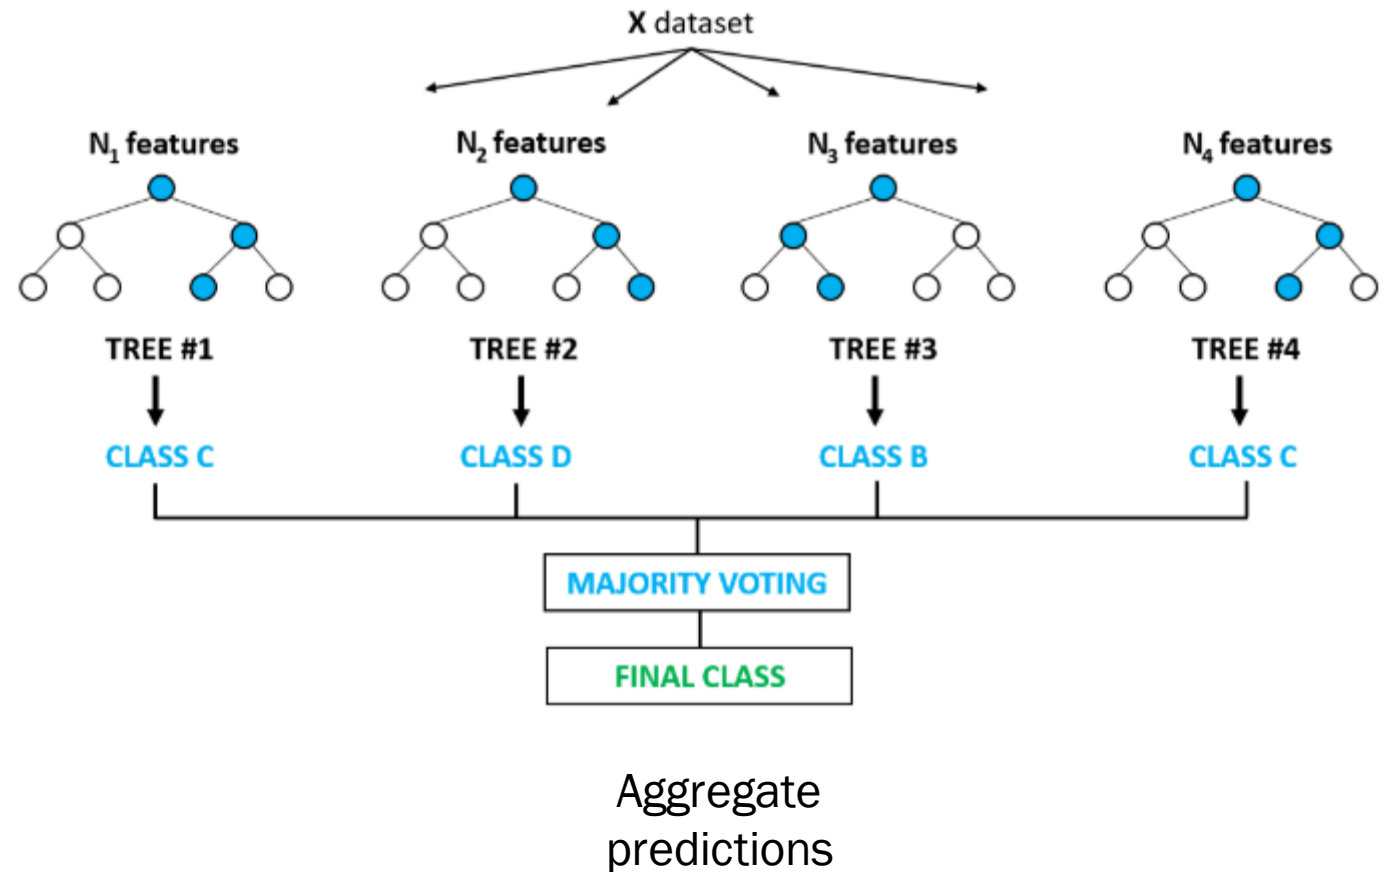 X dataset
N1 features
N2 features
N3 features
N4 features
TREE #1
TREE #2
TREE #3
TREE #4
CLASS C
CLASS D
CLASS B
CLASS C
MAJORITY VOTING
FINAL CLASS
Aggregate
predictions